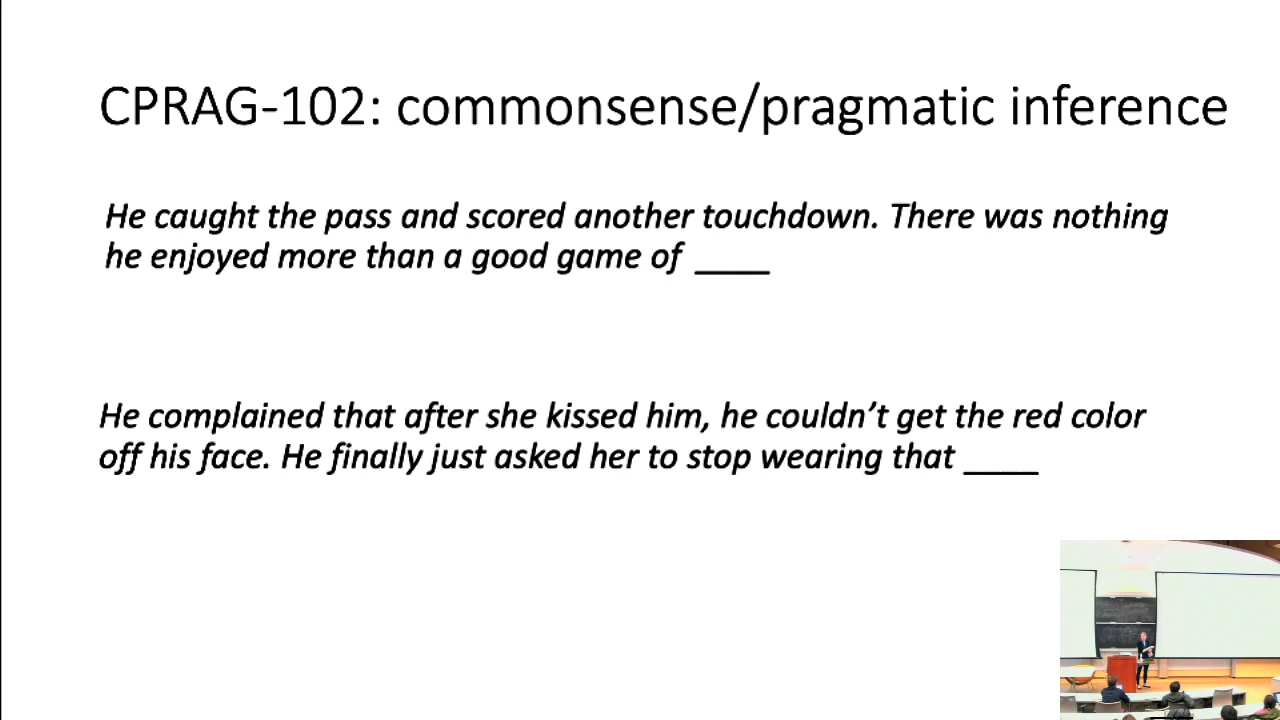 CPRAG-102: commonsense/pragmatic inference
He caught the pass and scored another touchdown. There was nothing
he enjoyed more than a good game of ____
He complained that after she kissed him, he couldn’t get the red color
off his face. He finally just asked her to stop wearing that ____